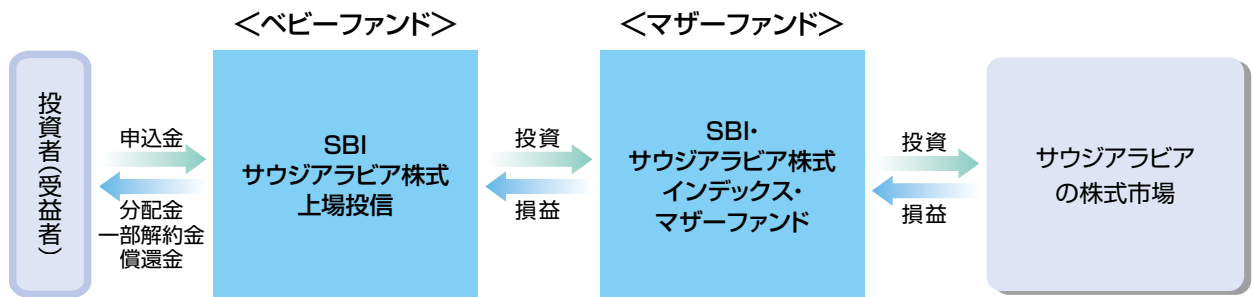 ＜ベビーファンド＞
＜マザーファンド＞
投資者（受益者）
申込金
分配金
一部解約金
償還金
SBI
サウジアラビア株式
上場投信
投資
損益
SBI・
サウジアラビア株式
インデックス・
マザーファンド
投資
損益
サウジアラビア
の株式市場